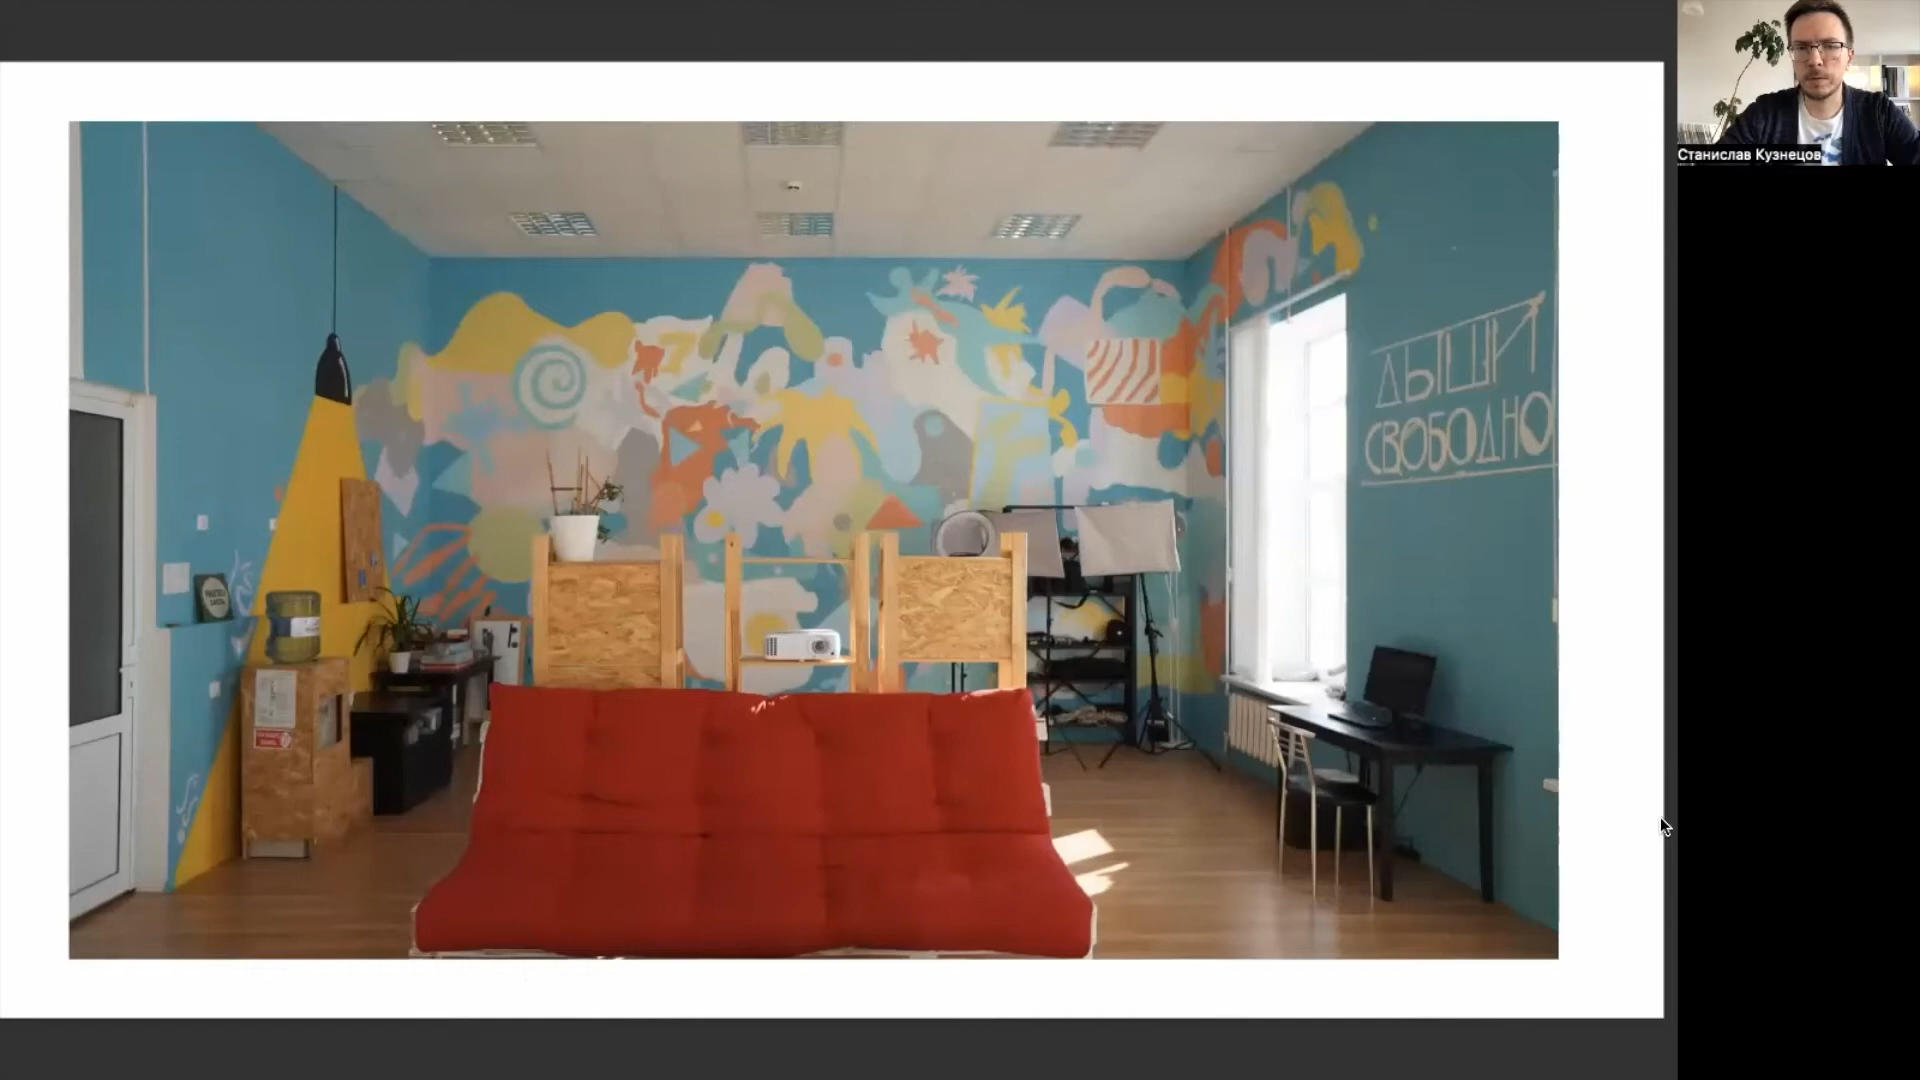 Станислав Кузнецов
ДЫШИ
СВОБОДНО